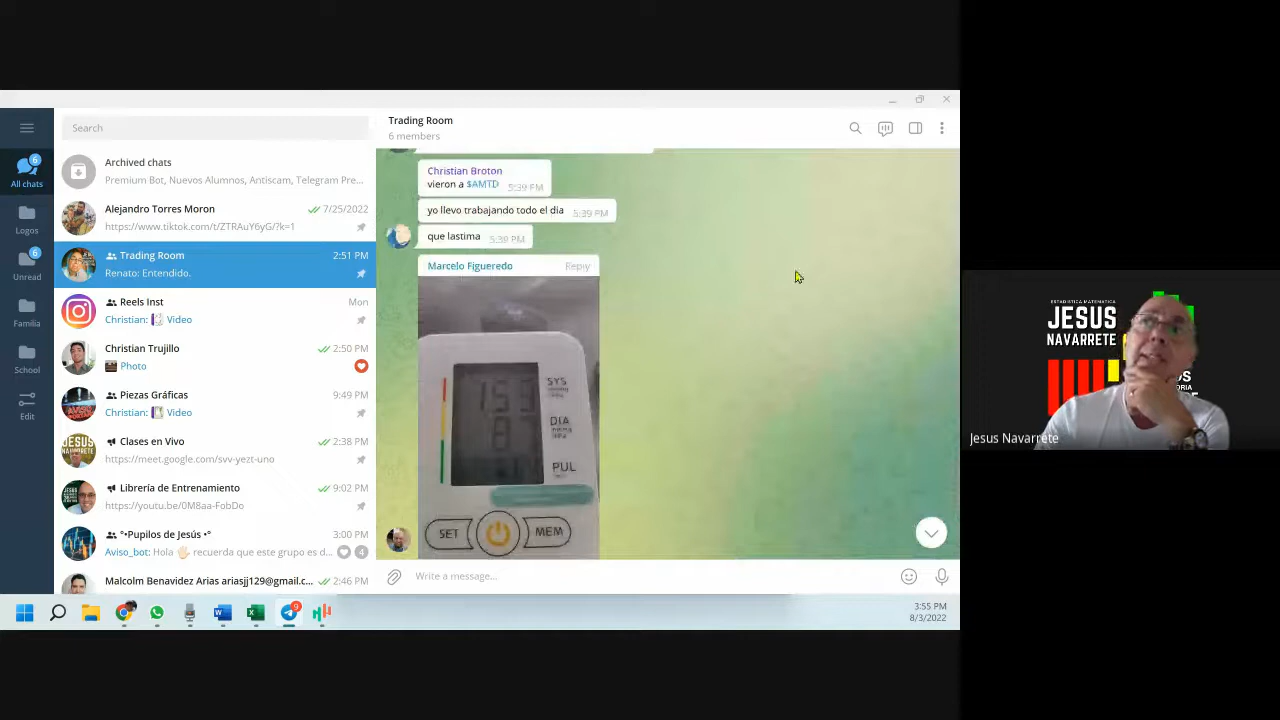 Search
Archived chats
Premium Bot, Nuevos Alumnos, Antiscam, Telegram Pre...
Alejandro Torres Moron
7/25/2022
https://www.tiktok.com/t/ZTRAuY6yG/?k=1
Trading Room
2:51 PM
Renato: Entendido.
Reels Inst
Mon
Christian: Video
Christian Trujillo
2:50 PM
Photo
Piezas Gráficas
9:49 PM
Christian: Video
Clases en Vivo
2:38 PM
https://meet.google.com/svv-yezt-uno
Librería de Entrenamiento
9:02 PM
https://youtu.be/0M8aa-FobDo
°•Pupilos de Jesús •°
3:00 PM
Aviso_bot: Hola 🖐 recuerda que este grupo es d...
4
Malcolm Benavidez Arias ariasjj129@gmail.c...
2:46 PM
6
All chats
Logos
6
Unread
Familia
School
Edit
Trading Room
6 members
Christian Broton
vieron a $AMTD
5:39 PM
yo llevo trabajando todo el dia
5:39 PM
que lastima
5:39 PM
Marcelo Figueredo
Reply
SYS
DIA
PUL
SET
MEM
Write a message...
9
3:55 PM
8/3/2022
ESTADISTICA MATEMATICA
JESUS
NAVARRETE
Jesus Navarrete